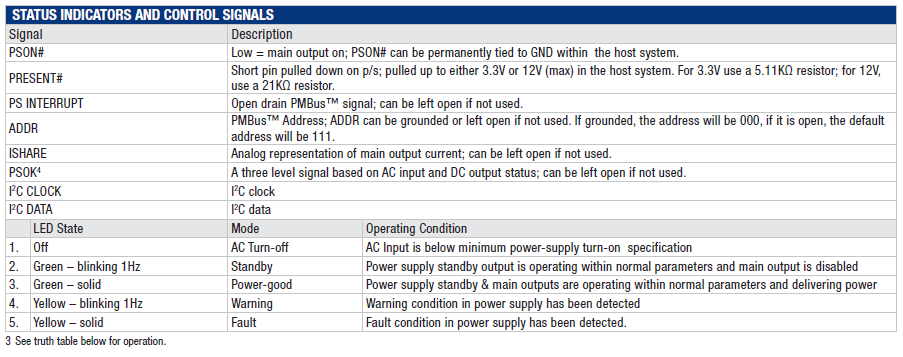 STATUS INDICATORS AND CONTROL SIGNALS
Signal Description
PSON# Low = main output on; PSON# can be permanently tied to GND within the host system.
PRESENT# Short pin pulled down on p/s; pulled up to either 3.3V or 12V (max) in the host system. For 3.3V use a 5.11KΩ resistor; for 12V,
use a 21KΩ resistor.
PS INTERRUPT Open drain PMBus™ signal; can be left open if not used.
ADDR PMBus™ Address; ADDR can be grounded or left open if not used. If grounded, the address will be 000, if it is open, the default
address will be 111.
ISHARE Analog representation of main output current; can be left open if not used.
PSOK⁴ A three level signal based on AC input and DC output status; can be left open if not used.
I²C CLOCK I²C clock
I²C DATA I²C data
LED State Mode Operating Condition
1. Off AC Turn-off AC Input is below minimum power-supply turn-on specification
2. Green – blinking 1Hz Standby Power supply standby output is operating within normal parameters and main output is disabled
3. Green – solid Power-good Power supply standby & main outputs are operating within normal parameters and delivering power
4. Yellow – blinking 1Hz Warning Warning condition in power supply has been detected
5. Yellow – solid Fault Fault condition in power supply has been detected.
3 See truth table below for operation.